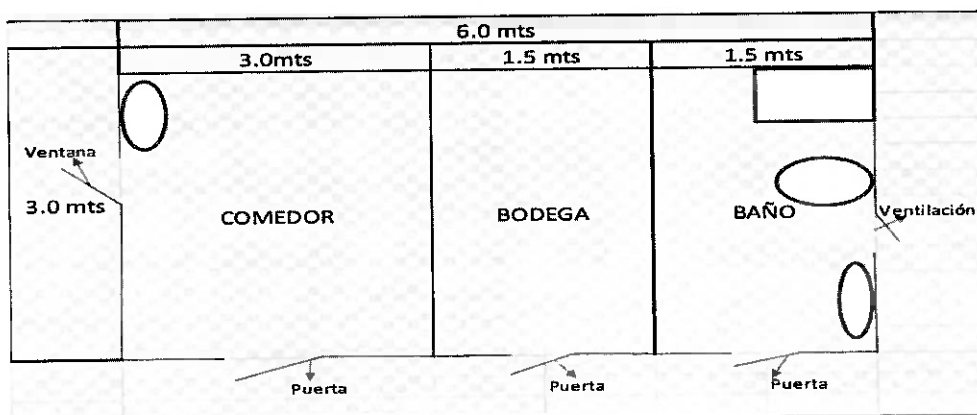 6.0 mts
3.0mts
1.5 mts
1.5 mts
Ventana
3.0 mts
COMEDOR
BODEGA
BAÑO
Ventilación
Puerta
Puerta
Puerta